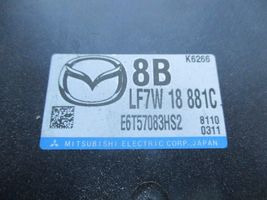 K6266
8B
LF7W 18 881C
E6T57083HS2
8110
0311
MITSUBISHI ELECTRIC CORP. JAPAN